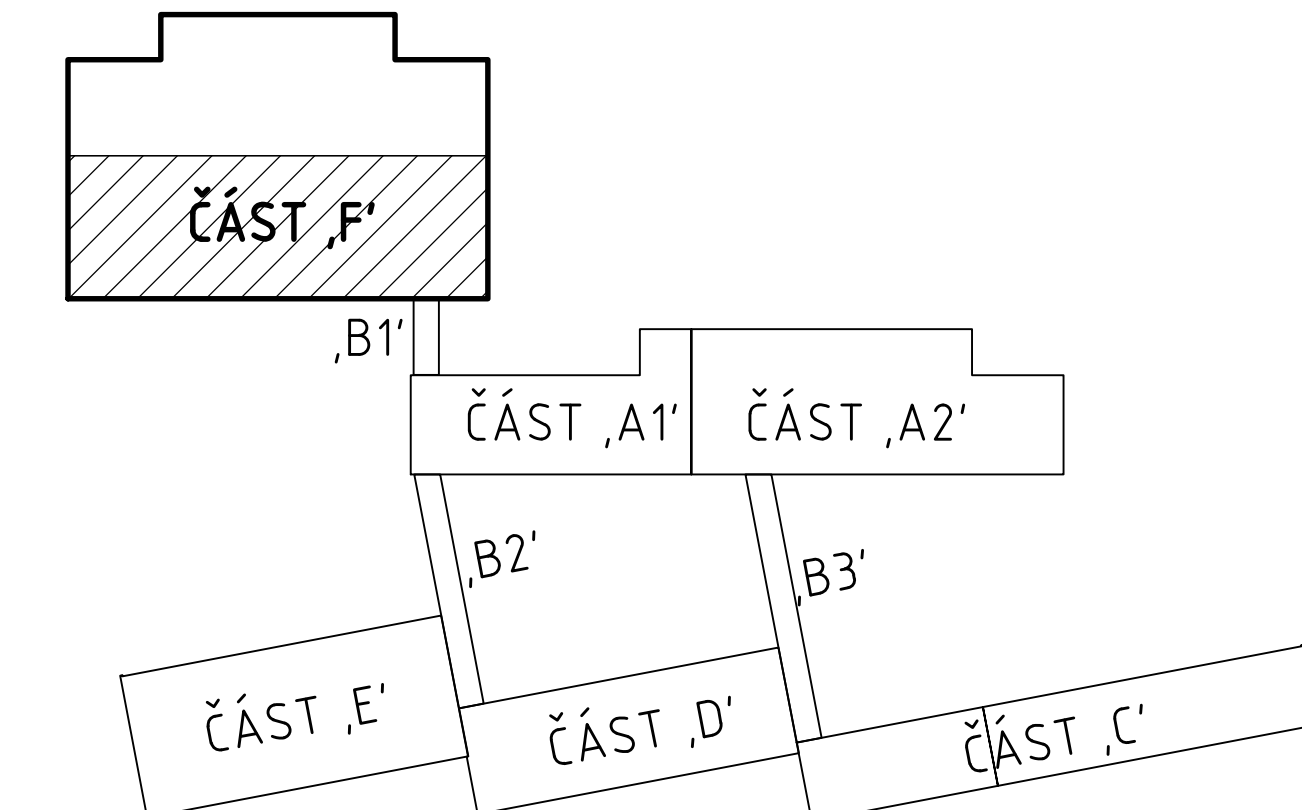 ČÁST ‚F'
‚B1'
ČÁST ‚A1'
ČÁST ‚A2'
‚B2'
‚B3'
ČÁST ‚E'
ČÁST ‚D'
ČÁST ‚C'